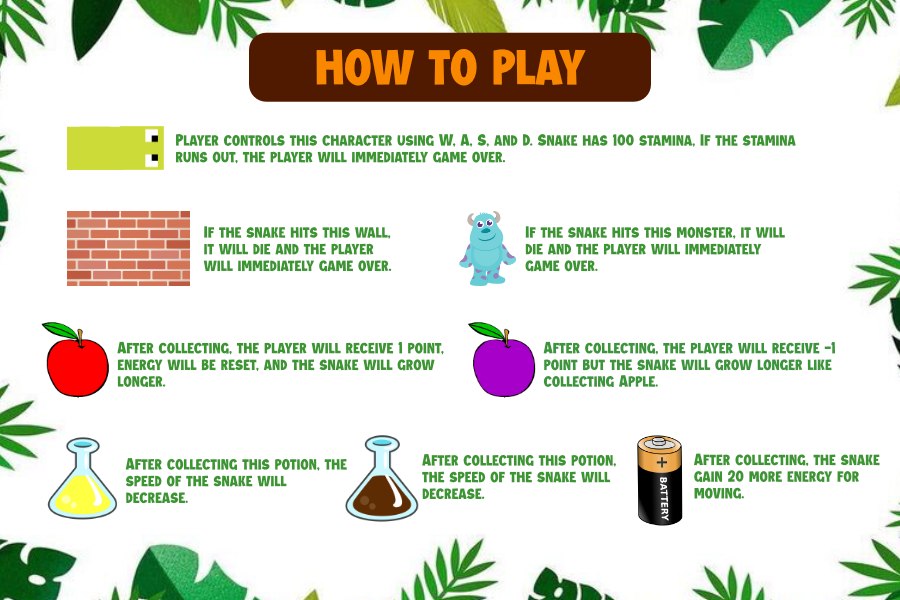 HOW TO PLAY
PLAYER CONTROLS THIS CHARACTER USING W, A, S, AND D. SNAKE HAS 100 STAMINA, IF THE STAMINA
RUNS OUT, THE PLAYER WILL IMMEDIATELY GAME OVER.
IF THE SNAKE HITS THIS WALL,
IT WILL DIE AND THE PLAYER
WILL IMMEDIATELY GAME OVER.
IF THE SNAKE HITS THIS MONSTER, IT WILL
DIE AND THE PLAYER WILL IMMEDIATELY
GAME OVER.
AFTER COLLECTING, THE PLAYER WILL RECEIVE 1 POINT,
ENERGY WILL BE RESET, AND THE SNAKE WILL GROW
LONGER.
AFTER COLLECTING, THE PLAYER WILL RECEIVE -1
POINT BUT THE SNAKE WILL GROW LONGER LIKE
COLLECTING APPLE.
AFTER COLLECTING THIS POTION, THE
SPEED OF THE SNAKE WILL
DECREASE.
AFTER COLLECTING THIS POTION,
THE SPEED OF THE SNAKE WILL
DECREASE.
+
BATTERY
AFTER COLLECTING, THE SNAKE
GAIN 20 MORE ENERGY FOR
MOVING.